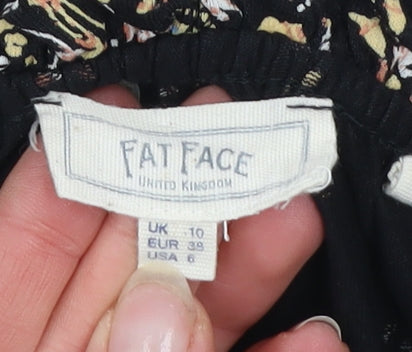 FAT FACE
UNITED KINGDOM
UK 10
EUR 38
USA 6